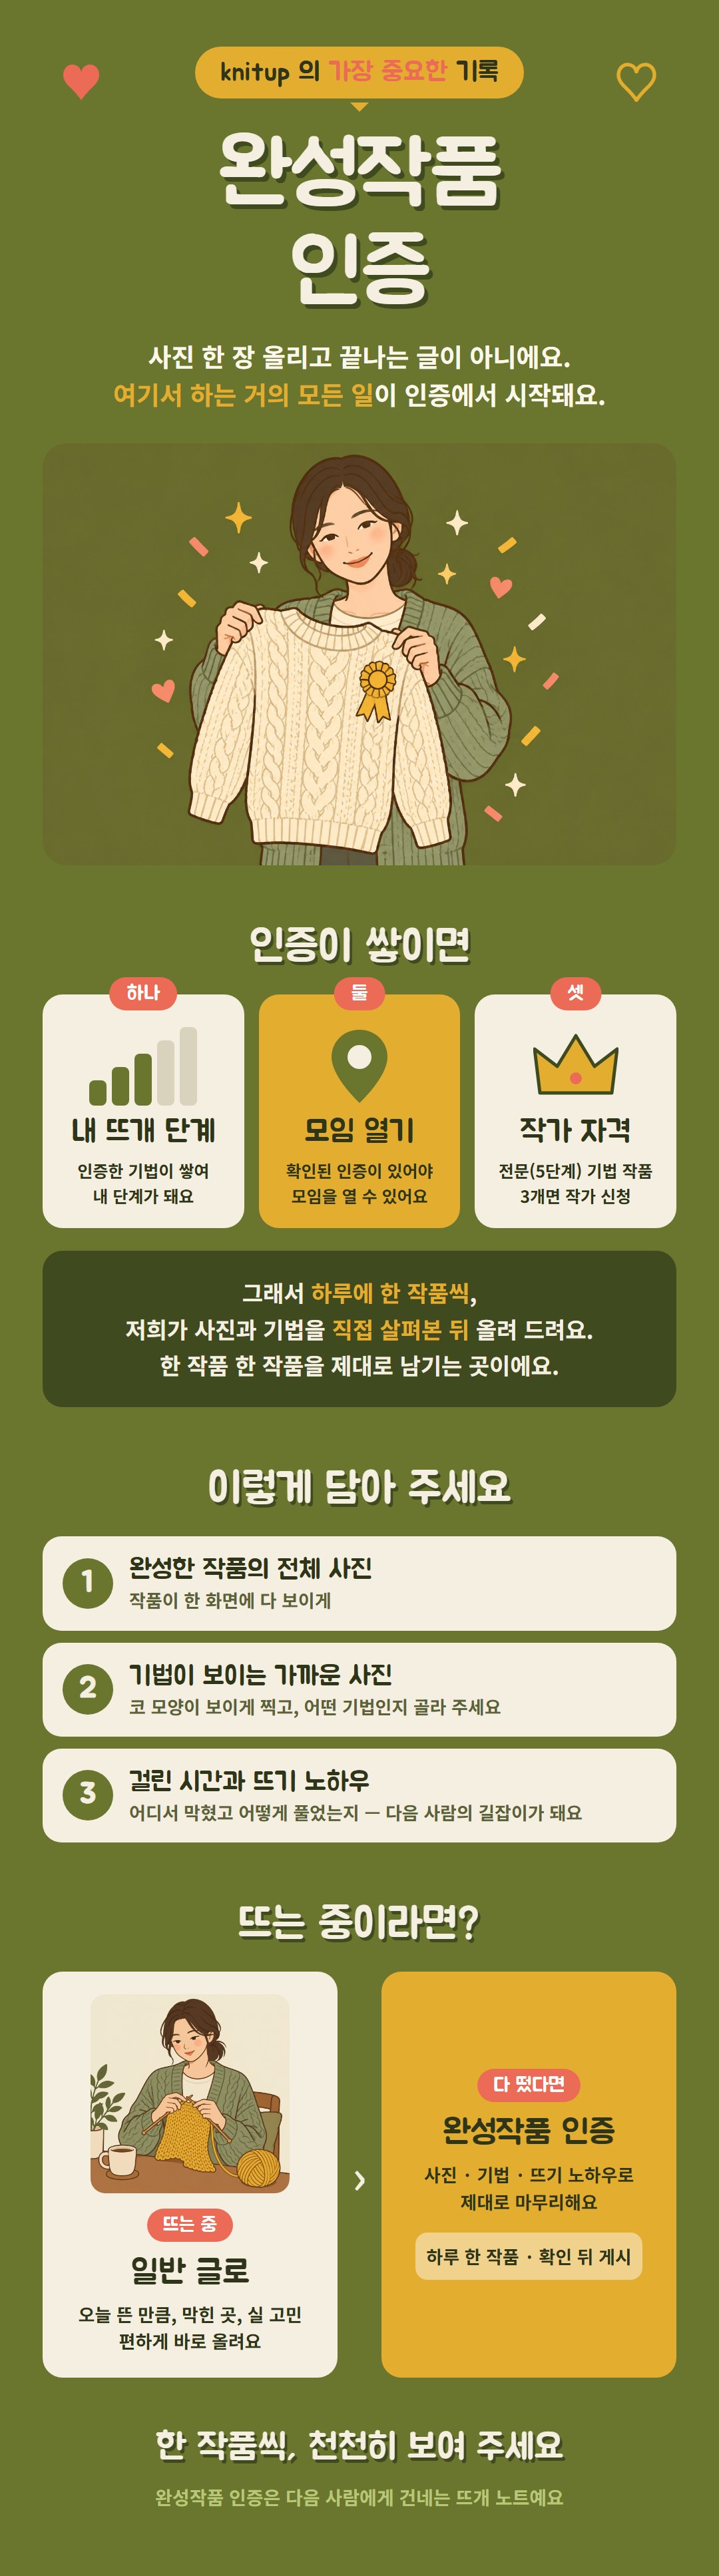 knitup 의 가장 중요한 기록
완성작품
인증
사진 한 장 올리고 끝나는 글이 아니에요.
여기서 하는 거의 모든 일이 인증에서 시작돼요.
인증이 쌓이면
하나
내 뜨개 단계
인증한 기법이 쌓여
내 단계가 돼요
둘
모임 열기
확인된 인증이 있어야
모임을 열 수 있어요
셋
작가 자격
전문(5단계) 기법 작품
3개면 작가 신청
그래서 하루에 한 작품씩,
저희가 사진과 기법을 직접 살펴본 뒤 올려 드려요.
한 작품 한 작품을 제대로 남기는 곳이에요.
이렇게 담아 주세요
1
완성한 작품의 전체 사진
작품이 한 화면에 다 보이게
2
기법이 보이는 가까운 사진
코 모양이 보이게 찍고, 어떤 기법인지 골라 주세요
3
걸린 시간과 뜨기 노하우
어디서 막혔고 어떻게 풀었는지 — 다음 사람의 길잡이가 돼요
뜨는 중이라면?
뜨는 중
일반 글로
오늘 뜬 만큼, 막힌 곳, 실 고민
편하게 바로 올려요
›
다 떴다면
완성작품 인증
사진 · 기법 · 뜨기 노하우로
제대로 마무리해요
하루 한 작품 · 확인 뒤 게시
한 작품씩, 천천히 보여 주세요
완성작품 인증은 다음 사람에게 건네는 뜨개 노트예요